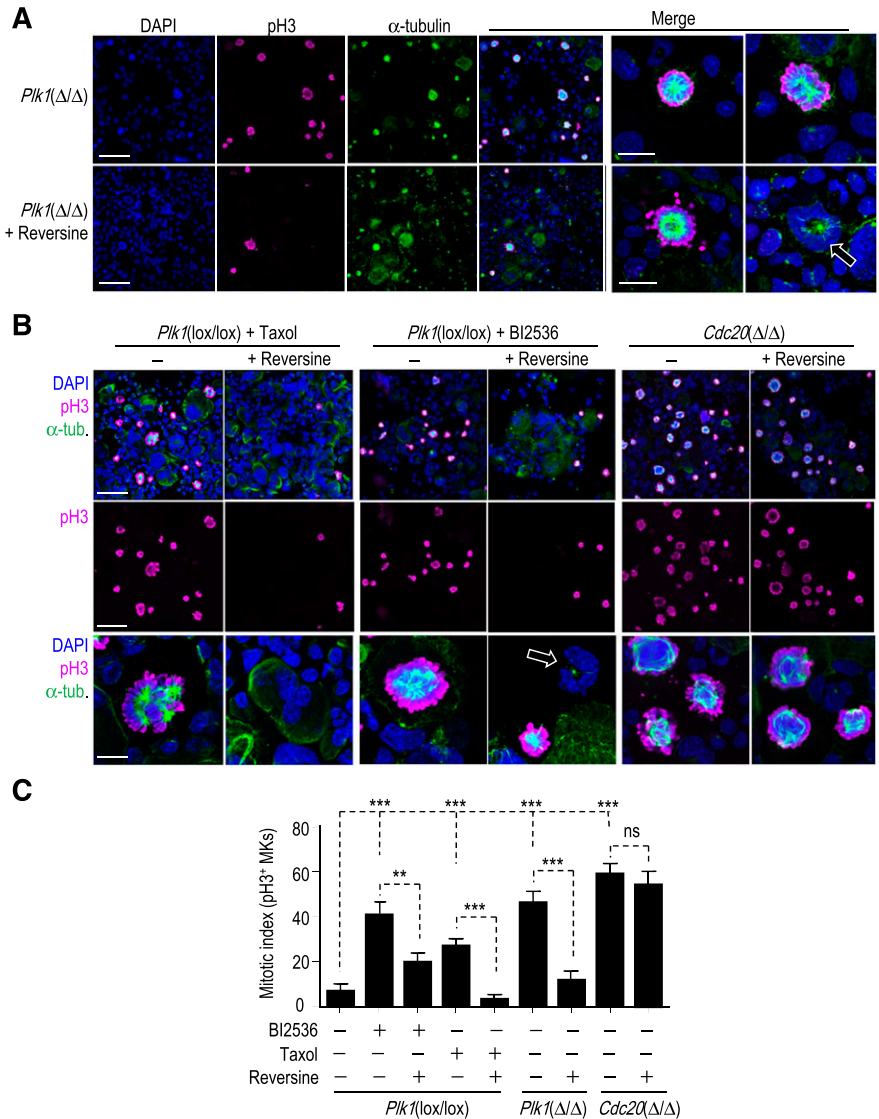 A
DAPI pH3 α-tubulin Merge
Plk1(Δ/Δ)
Plk1(Δ/Δ)
+ Reversine
B
Plk1(lox/lox) + Taxol Plk1(lox/lox) + BI2536 Cdc20(Δ/Δ)
– + Reversine – + Reversine – + Reversine
DAPI
pH3
α-tub.
pH3
DAPI
pH3
α-tub.
C
*** *** *** ***
ns
** *** ***
Mitotic index (pH3⁺ MKs)
80
60
40
20
0
BI2536 – + + – – – – – –
Taxol – – – + + – – – –
Reversine – – + – + – + – +
Plk1(lox/lox) Plk1(Δ/Δ) Cdc20(Δ/Δ)